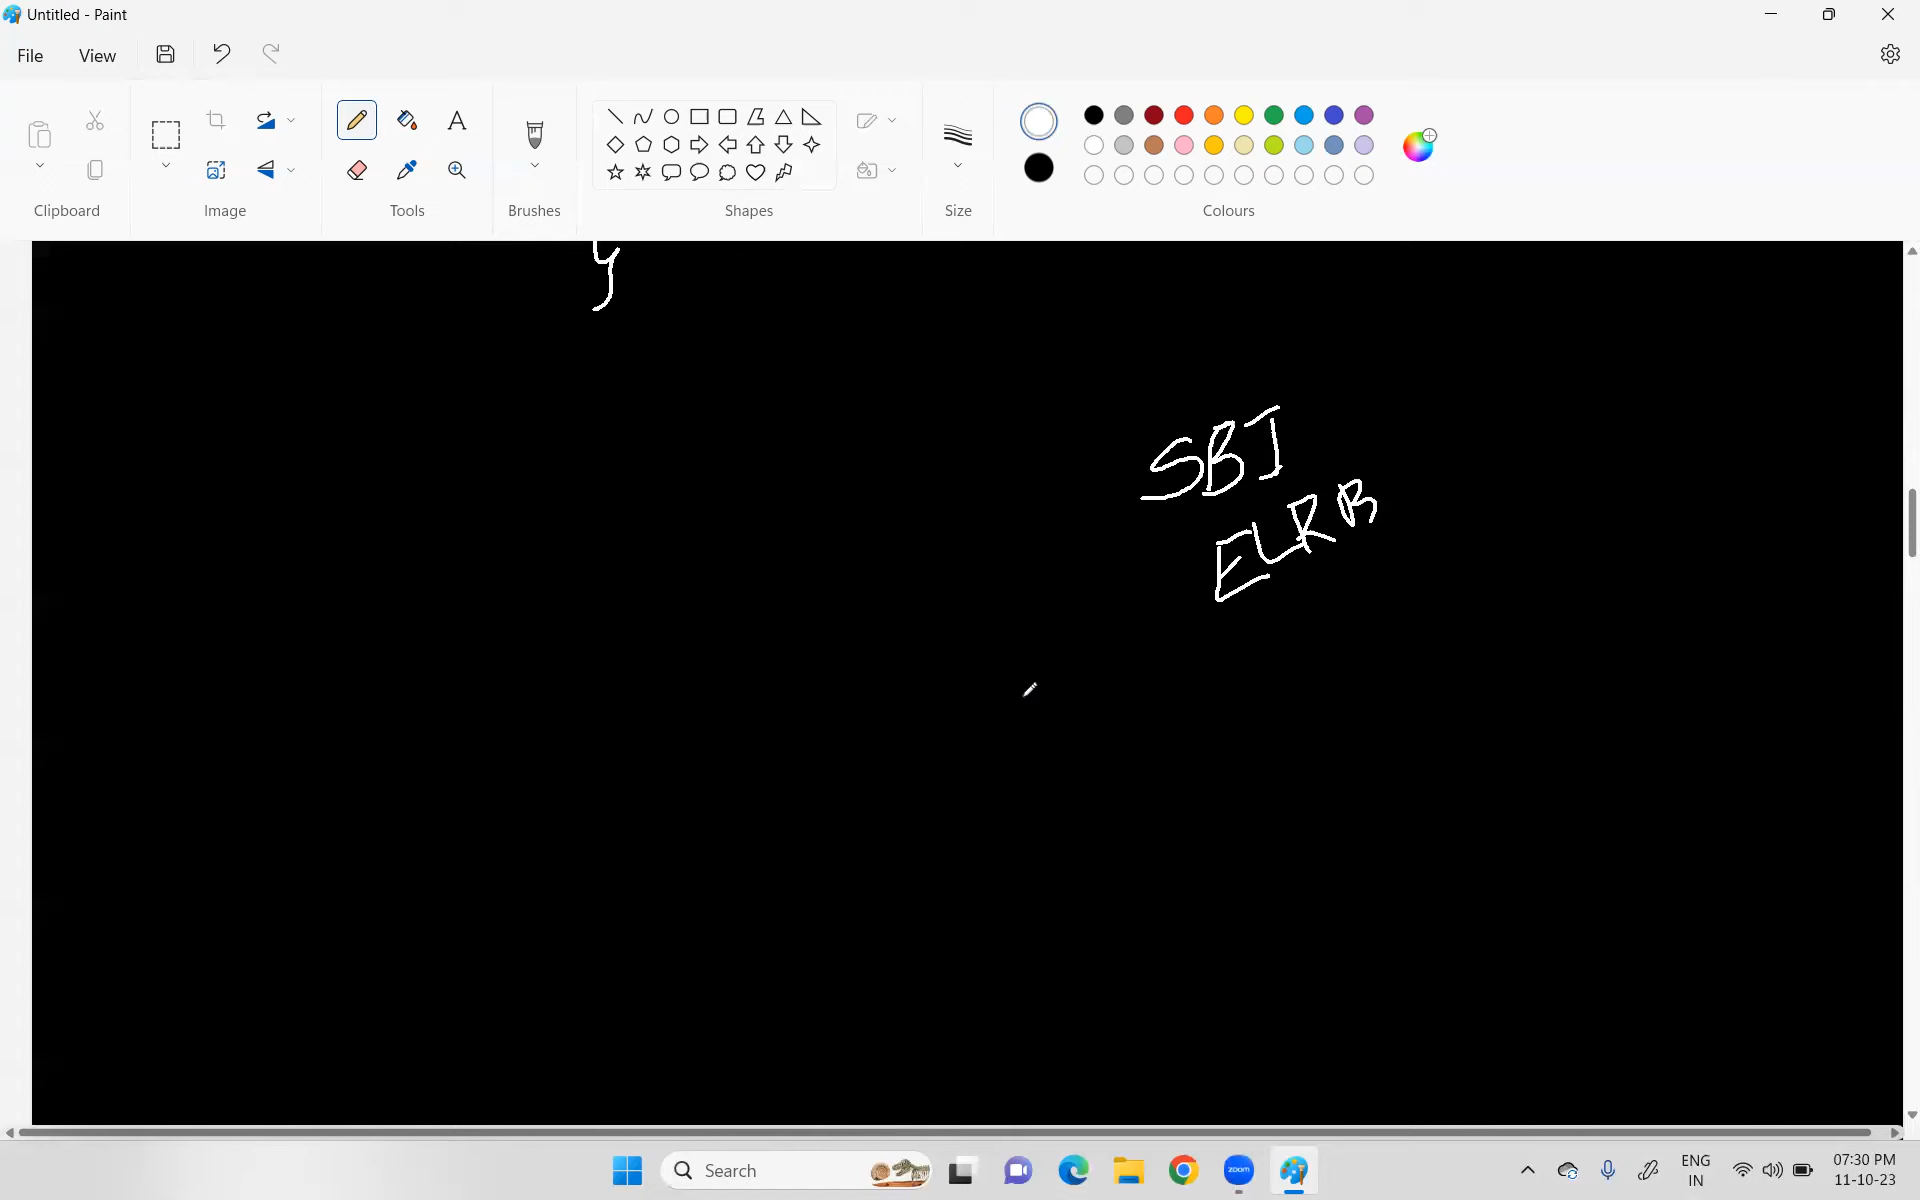 Untitled - Paint
File View
Clipboard Image Tools Brushes Shapes Size Colours
y
SBI
ELRB
Search
zoom
ENG
IN
07:30 PM
11-10-23